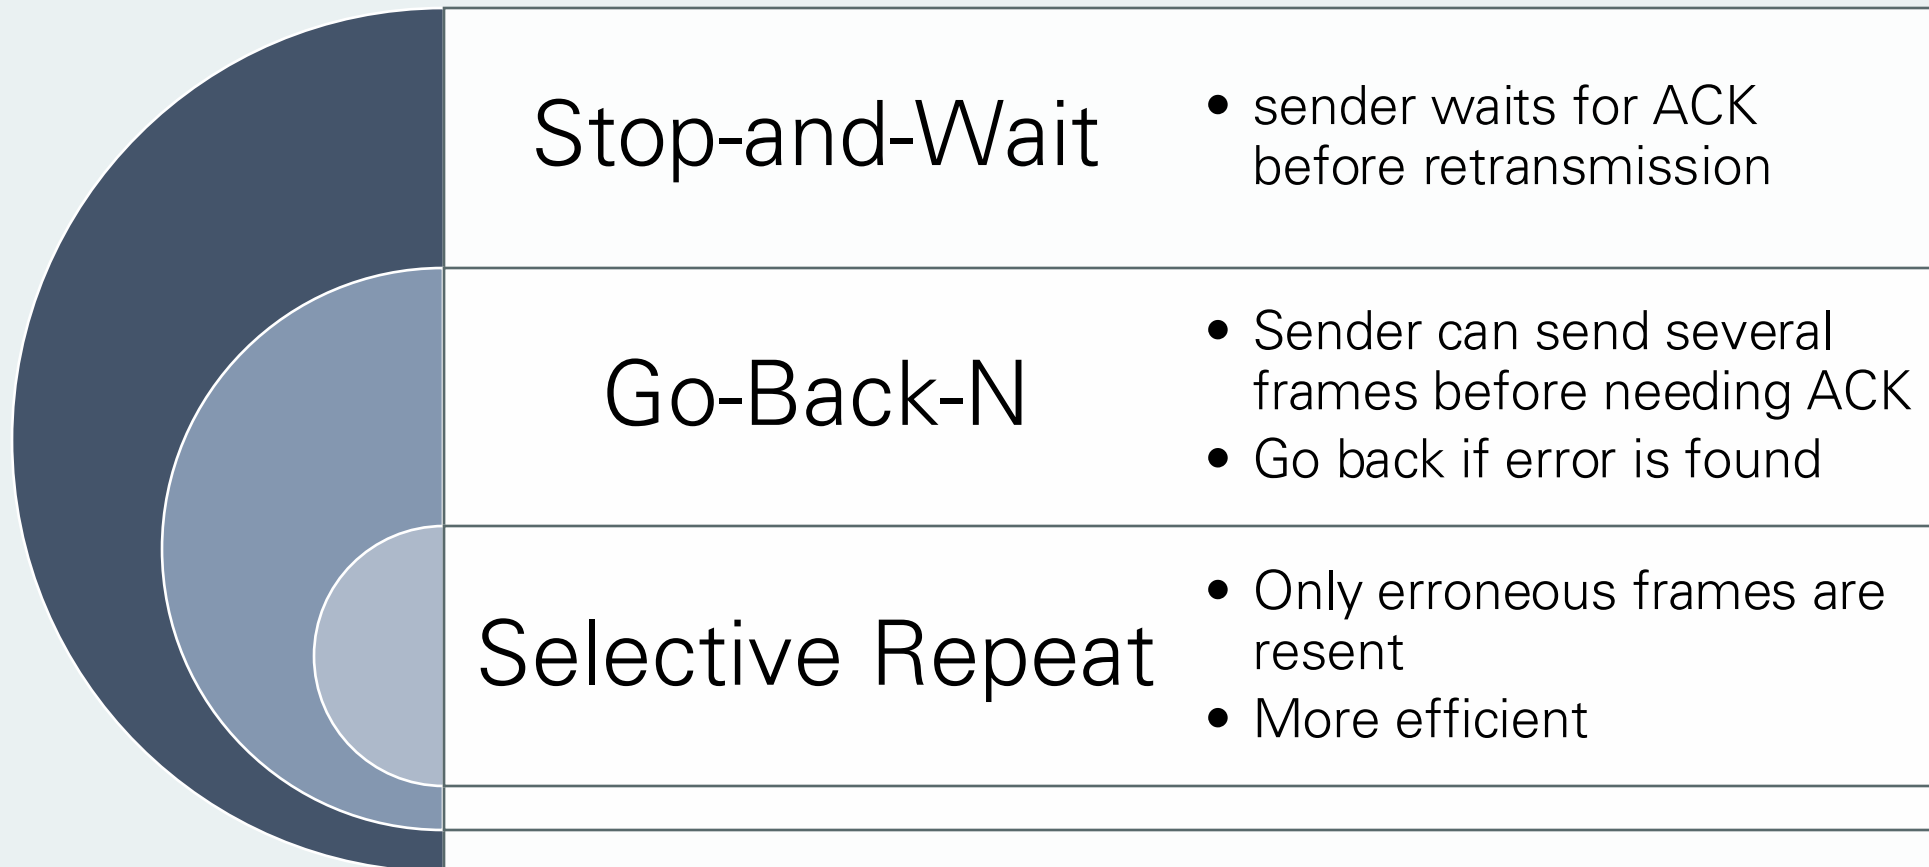 Stop-and-Wait
• sender waits for ACK
before retransmission
Go-Back-N
• Sender can send several
frames before needing ACK
• Go back if error is found
Selective Repeat
• Only erroneous frames are
resent
• More efficient